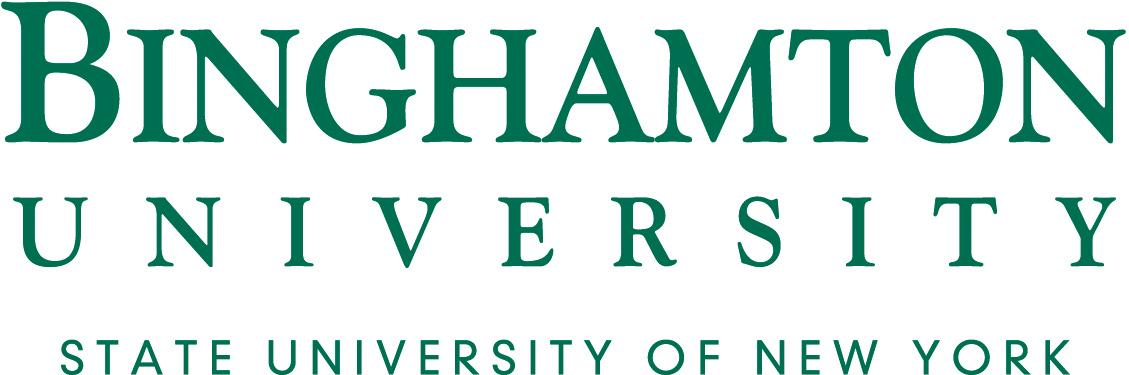 BINGHAMTON
UNIVERSITY
STATE UNIVERSITY OF NEW YORK